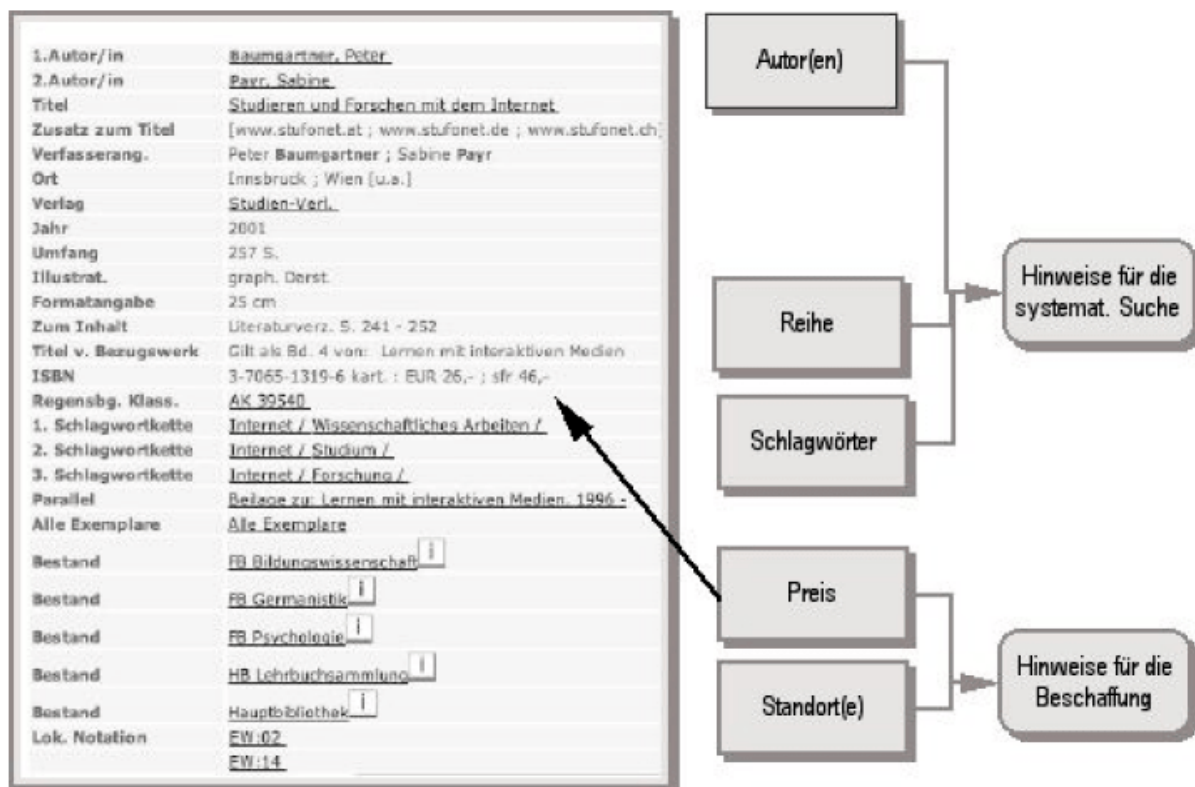 1.Autor/in Baumgartner, Peter
2.Autor/in Payr, Sabine
Titel Studieren und Forschen mit dem Internet
Zusatz zum Titel [www.stufonet.at ; www.stufonet.de ; www.stufonet.ch]
Verfasserang. Peter Baumgartner ; Sabine Payr
Ort Innsbruck ; Wien [u.a.]
Verlag Studien-Verl.
Jahr 2001
Umfang 257 S.
Illustrat. graph. Darst.
Formatangabe 25 cm
Zum Inhalt Literaturverz. S. 241 - 252
Titel v. Bezugswerk Gilt als Bd. 4 von: Lernen mit interaktiven Medien
ISBN 3-7065-1319-6 kart. : EUR 26,- ; sfr 46,-
Regensbg. Klass. AK 39540
1. Schlagwortkette Internet / Wissenschaftliches Arbeiten /
2. Schlagwortkette Internet / Studium /
3. Schlagwortkette Internet / Forschung /
Parallel Beilage zu: Lernen mit interaktiven Medien. 1996 -
Alle Exemplare Alle Exemplare
Bestand FB Bildungswissenschaft i
Bestand FB Germanistik i
Bestand FB Psychologie i
Bestand HB Lehrbuchsammlung i
Bestand Hauptbibliothek i
Lok. Notation EW:02
EW:14
Autor(en)
Reihe
Schlagwörter
Hinweise für die
systemat. Suche
Preis
Standort(e)
Hinweise für die
Beschaffung